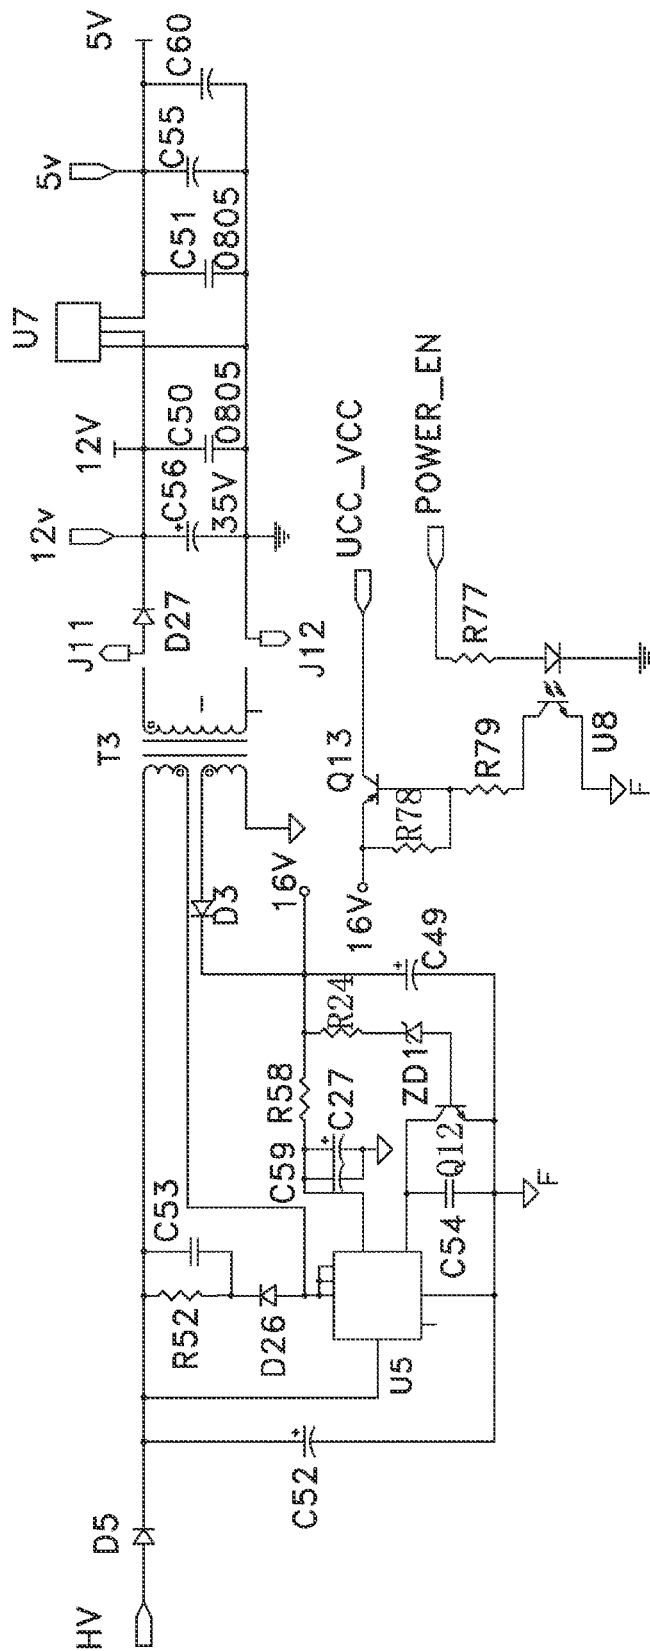 HV
D5
C52
R52
C53
D26
U5
C59
C27
R58
R24
ZD1
Q12
C54
F
C49
16V
D3
T3
16V
R78
Q13
UCC_VCC
R79
U8
F
R77
POWER_EN
J11
J12
D27
12v
C56
35V
12V
C50
0805
U7
C51
0805
5v
C55
5V
C60